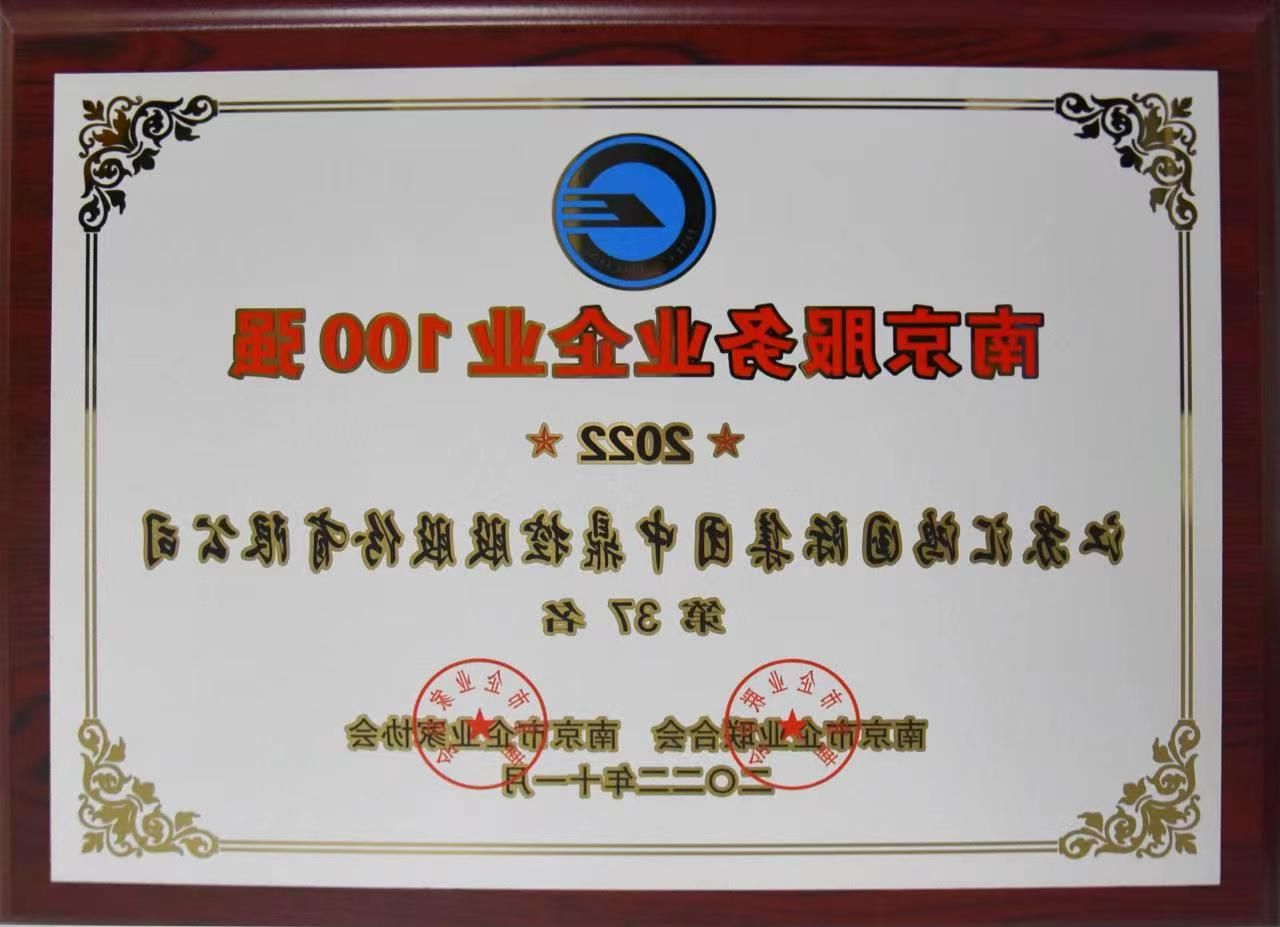 南京服务业企业100强
2022
江苏汇鸿国际集团中鼎控股股份有限公司
第37名
南京市企业联合会 南京市企业家协会
二〇二二年十一月